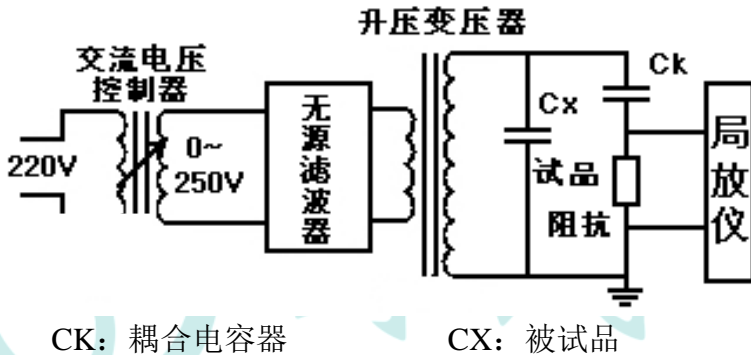 升压变压器
交流电压
控制器
220V
0~
250V
无源滤波器
Cx
Ck
试品
阻抗
局放仪
CK：耦合电容器 CX：被试品